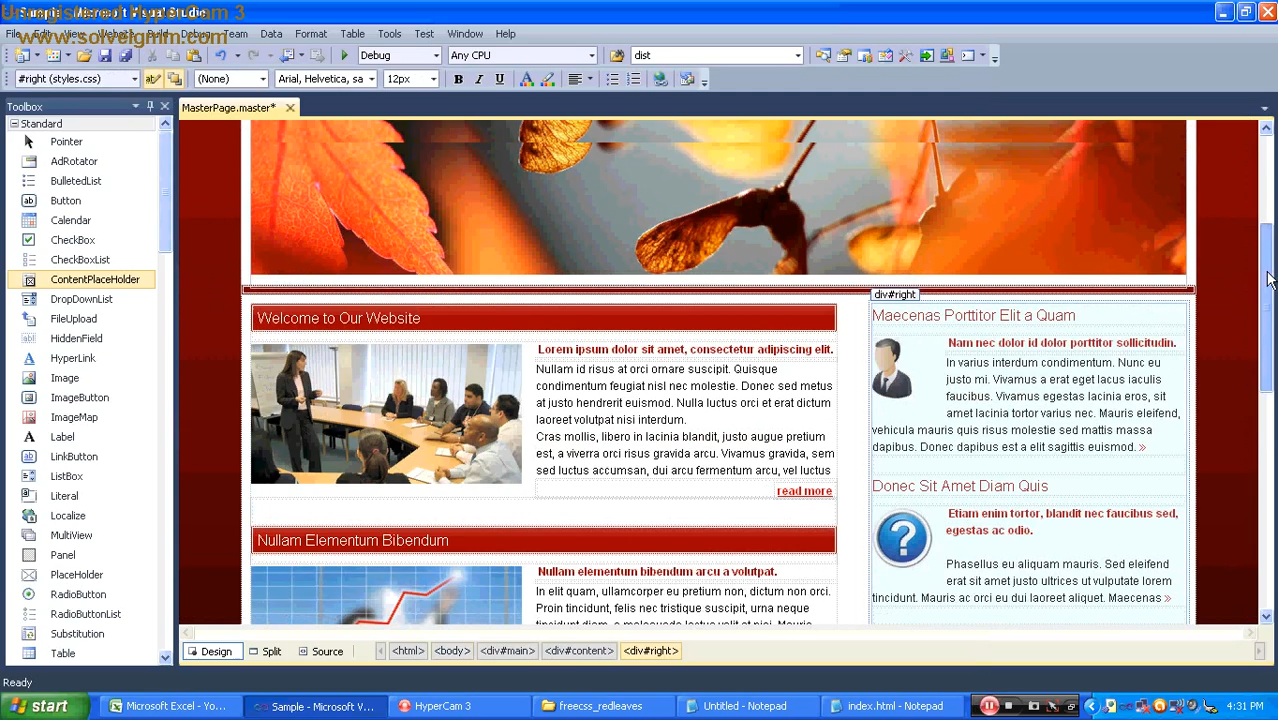 Unregistered HyperCam 3
Sample - Microsoft Visual Studio
www.solveigmm.com
File Edit View Website Build Debug Team Data Format Table Tools Test Window Help
Debug Any CPU dist
#right (styles.css) (None) Arial, Helvetica, sa 12px B I U A
Toolbox
MasterPage.master*
Standard
Pointer
AdRotator
BulletedList
Button
Calendar
CheckBox
CheckBoxList
ContentPlaceHolder
DropDownList
FileUpload
HiddenField
HyperLink
Image
ImageButton
ImageMap
Label
LinkButton
ListBox
Literal
Localize
MultiView
Panel
PlaceHolder
RadioButton
RadioButtonList
Substitution
Table
Welcome to Our Website
Lorem ipsum dolor sit amet, consectetur adipiscing elit.
Nullam id risus at orci ornare suscipit. Quisque
condimentum feugiat nisl nec molestie. Donec sed metus
at justo hendrerit euismod. Nulla luctus orci et erat dictum
laoreet volutpat nisi interdum.
Cras mollis, libero in lacinia blandit, justo augue pretium
est, a viverra orci risus gravida arcu. Vivamus gravida, sem
sed luctus accumsan, dui arcu fermentum arcu, vel luctus
read more
Nullam Elementum Bibendum
Nullam elementum bibendum arcu a volutpat.
In elit quam, ullamcorper eu pretium non, dictum non orci.
Proin tincidunt, felis nec tristique suscipit, urna neque
tincidunt diam, a malesuada luctus velit arcu. Mauris
div#right
Maecenas Porttitor Elit a Quam
Nam nec dolor id dolor porttitor sollicitudin.
In varius interdum condimentum. Nunc eu
justo mi. Vivamus a erat eget lacus iaculis
faucibus. Vivamus egestas lacinia eros, sit
amet lacinia tortor varius nec. Mauris eleifend,
vehicula mauris quis risus molestie sed mattis massa
dapibus. Donec dapibus est a elit sagittis euismod. »
Donec Sit Amet Diam Quis
Etiam enim tortor, blandit nec faucibus sed,
egestas ac odio.
Phasellus eu aliquam mauris. Sed eleifend
erat sit amet justo ultrices ut vulputate lorem
tincidunt. Mauris ac orci eu dui laoreet aliquet. Maecenas »
Design Split Source <html> <body> <div#main> <div#content> <div#right>
Ready
start Microsoft Excel - Yo... Sample - Microsoft V... HyperCam 3 freecss_redleaves Untitled - Notepad index.html - Notepad 4:31 PM